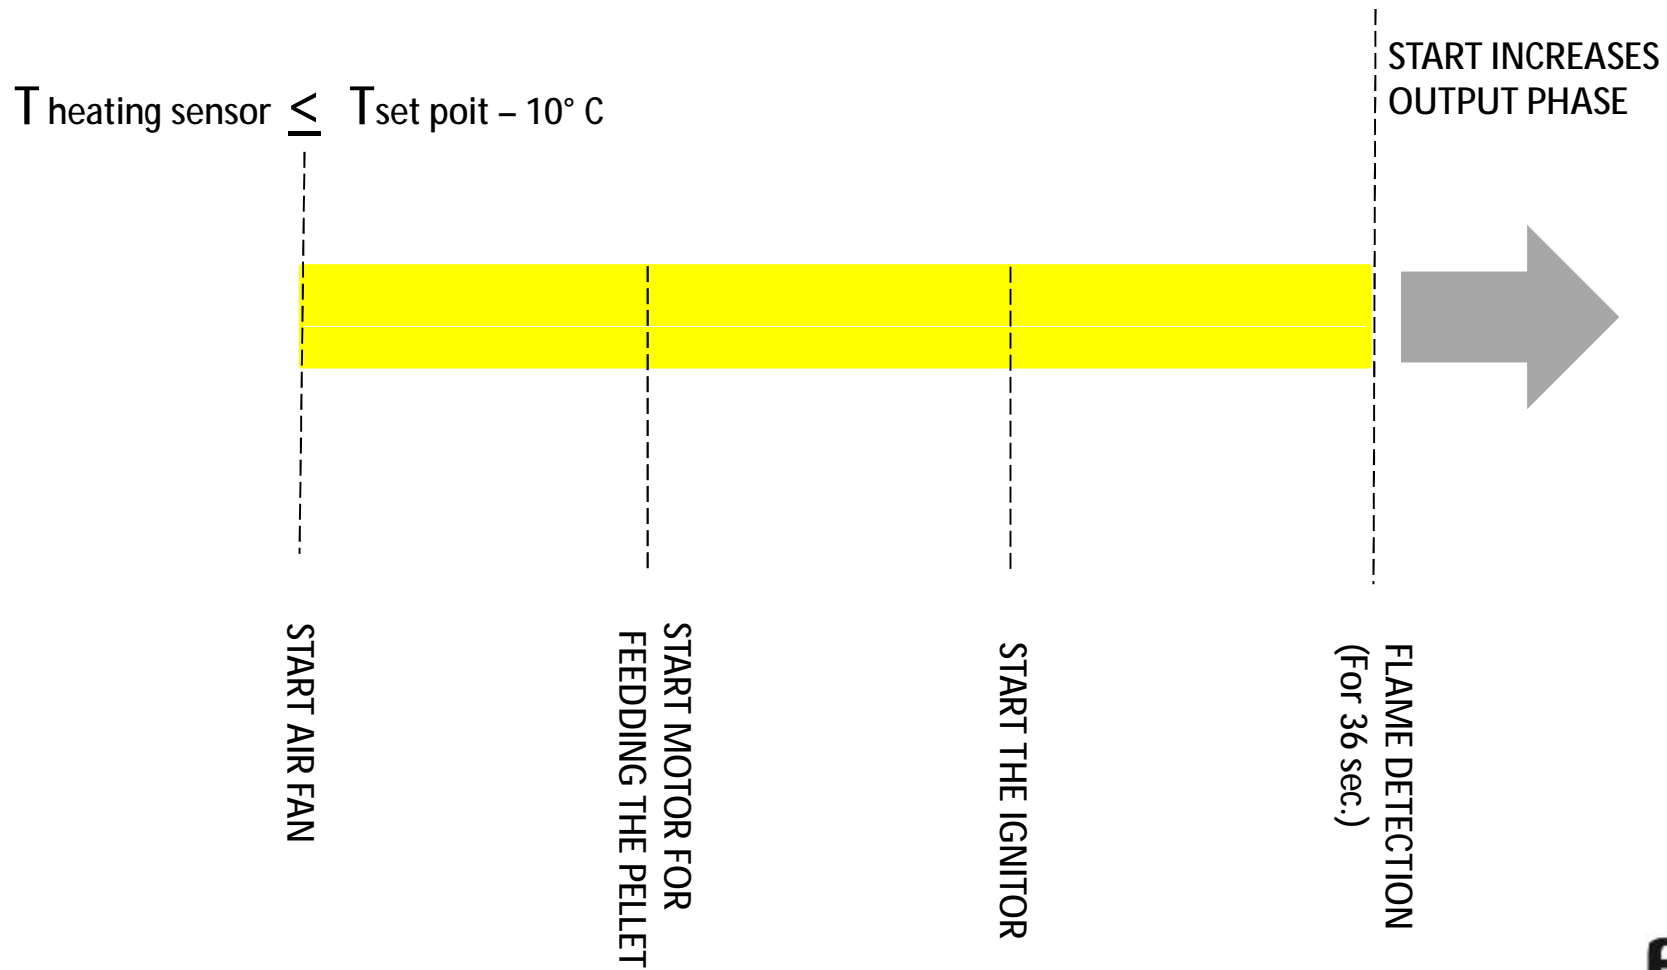 START INCREASES
OUTPUT PHASE
T heating sensor ≤ Tset poit – 10° C
START AIR FAN
START MOTOR FOR
FEEDDING THE PELLET
START THE IGNITOR
FLAME DETECTION
(For 36 sec.)